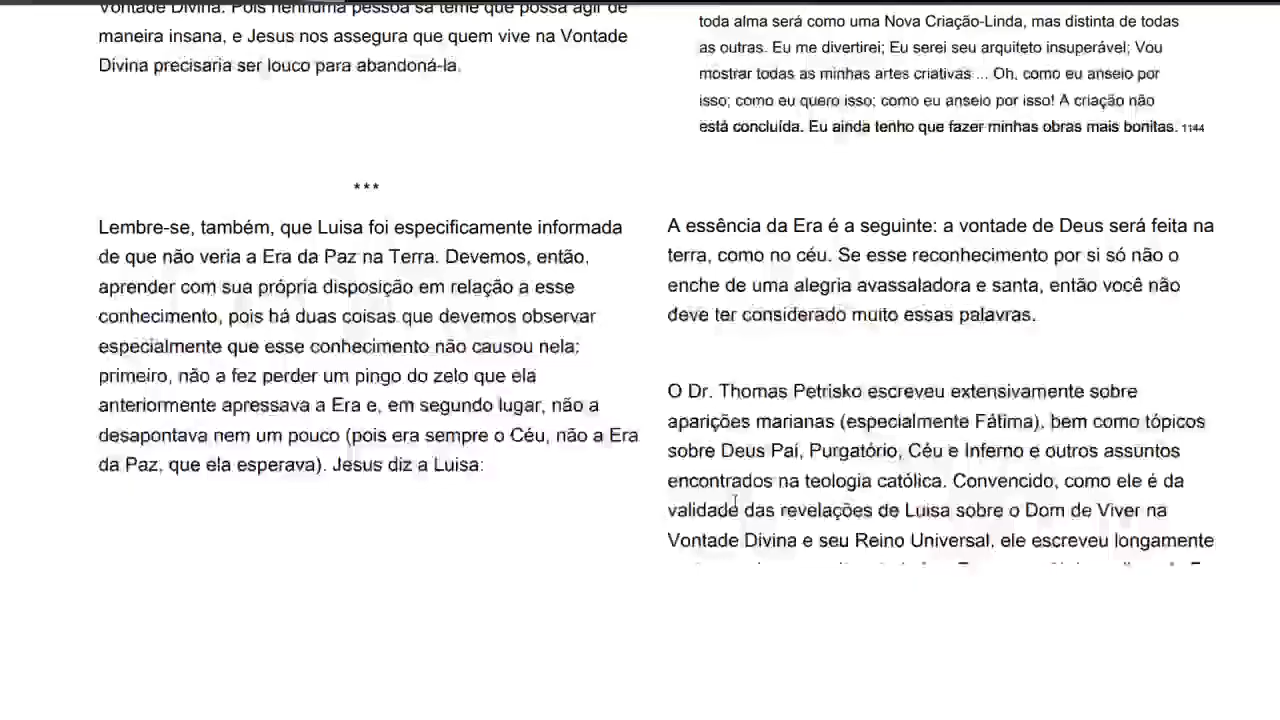 Vontade Divina. Pois nenhuma pessoa sã teme que possa agir de
maneira insana, e Jesus nos assegura que quem vive na Vontade
Divina precisaria ser louco para abandoná-la.
***
Lembre-se, também, que Luisa foi especificamente informada
de que não veria a Era da Paz na Terra. Devemos, então,
aprender com sua própria disposição em relação a esse
conhecimento, pois há duas coisas que devemos observar
especialmente que esse conhecimento não causou nela:
primeiro, não a fez perder um pingo do zelo que ela
anteriormente apressava a Era e, em segundo lugar, não a
desapontava nem um pouco (pois era sempre o Céu, não a Era
da Paz, que ela esperava). Jesus diz a Luisa:
toda alma será como uma Nova Criação-Linda, mas distinta de todas
as outras. Eu me divertirei; Eu serei seu arquiteto insuperável; Vou
mostrar todas as minhas artes criativas ... Oh, como eu anseio por
isso; como eu quero isso; como eu anseio por isso! A criação não
está concluída. Eu ainda tenho que fazer minhas obras mais bonitas. 1144
A essência da Era é a seguinte: a vontade de Deus será feita na
terra, como no céu. Se esse reconhecimento por si só não o
enche de uma alegria avassaladora e santa, então você não
deve ter considerado muito essas palavras.
O Dr. Thomas Petrisko escreveu extensivamente sobre
aparições marianas (especialmente Fátima), bem como tópicos
sobre Deus Paí, Purgatório, Céu e Inferno e outros assuntos
encontrados na teologia católica. Convencido, como ele é da
validade das revelações de Luisa sobre o Dom de Viver na
Vontade Divina e seu Reino Universal, ele escreveu longamente